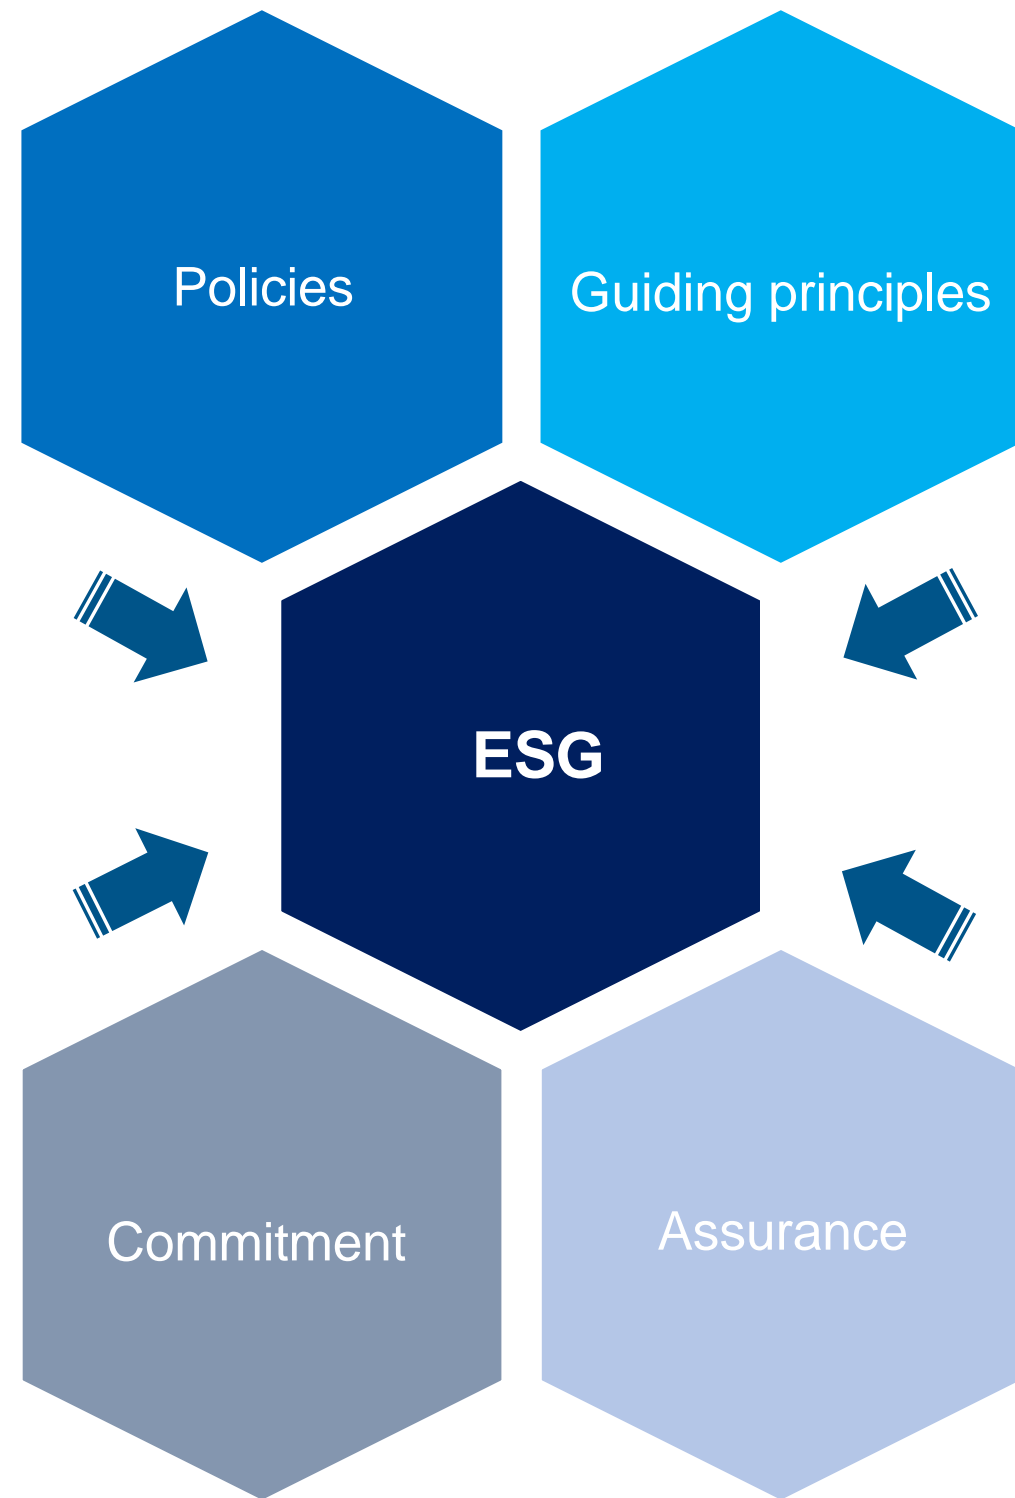 Policies
Guiding principles
ESG
Commitment
Assurance